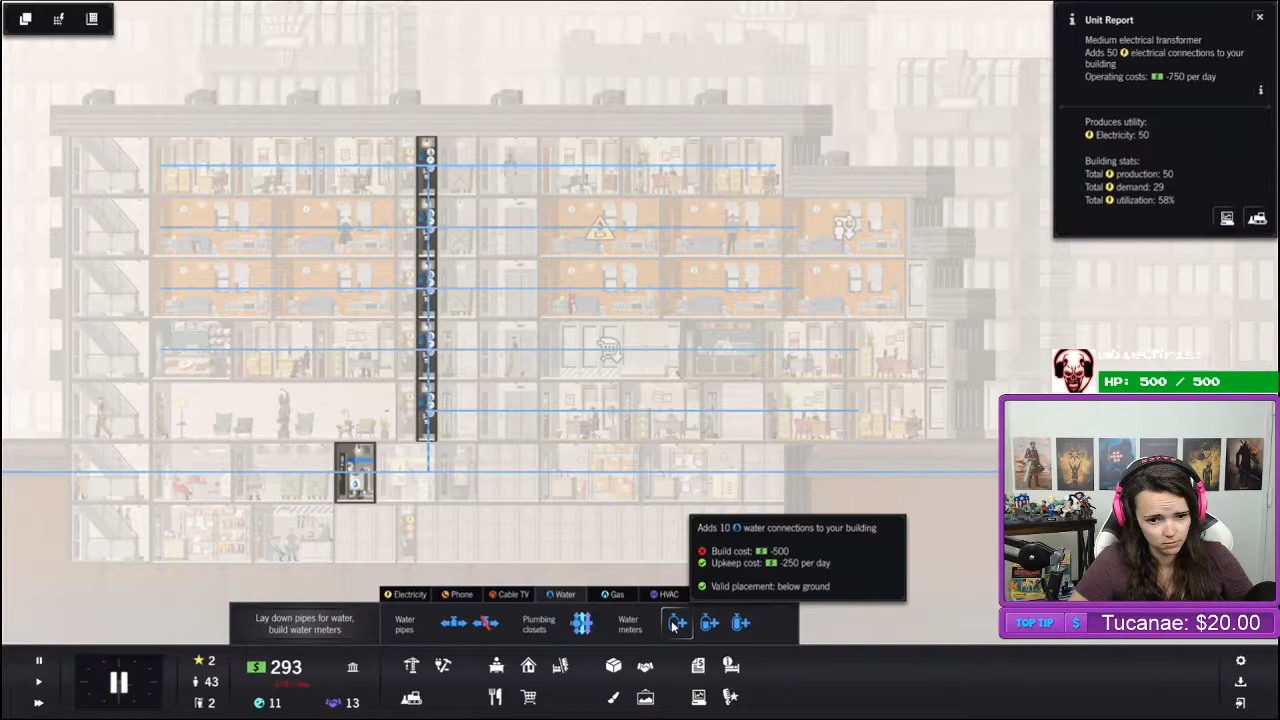 Unit Report
Medium electrical transformer
Adds 50 electrical connections to your
building
Operating costs: -750 per day
Produces utility:
Electricity: 50
Building stats:
Total production: 50
Total demand: 29
Total utilization: 58%
HP: 500 / 500
Adds 10 water connections to your building
Build cost: -500
Upkeep cost: -250 per day
Valid placement: below ground
Electricity Phone Cable TV Water Gas HVAC
Lay down pipes for water,
build water meters
Water
pipes
Plumbing
closets
Water
meters
TOP TIP $ Tucanae: $20.00
2
293
43
2
11
13